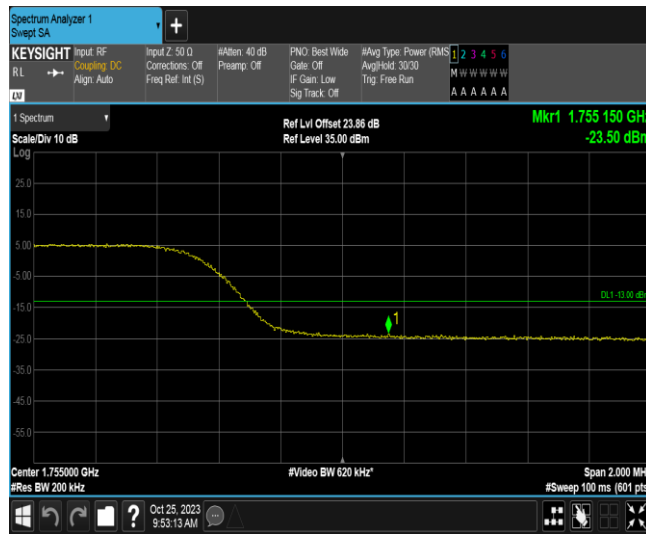 Spectrum Analyzer 1
Swept SA
+
KEYSIGHT
RL
LXI
Input: RF
Coupling: DC
Align: Auto
Input Z: 50 Ω
Corrections: Off
Freq Ref: Int (S)
#Atten: 40 dB
Preamp: Off
PNO: Best Wide
Gate: Off
IF Gain: Low
Sig Track: Off
#Avg Type: Power (RMS
Avg|Hold: 30/30
Trig: Free Run
1 2 3 4 5 6
M W W W W W
A A A A A A
1 Spectrum
Scale/Div 10 dB
Log
Ref Lvl Offset 23.86 dB
Ref Level 35.00 dBm
Mkr1 1.755 150 GHz
-23.50 dBm
25.0
15.0
5.00
-5.00
DL1 -13.00 dBm
-15.0
1
-25.0
-35.0
-45.0
-55.0
Center 1.755000 GHz
#Video BW 620 kHz*
Span 2.000 MH
#Res BW 200 kHz
#Sweep 100 ms (601 pts
?
Oct 25, 2023
9:53:13 AM